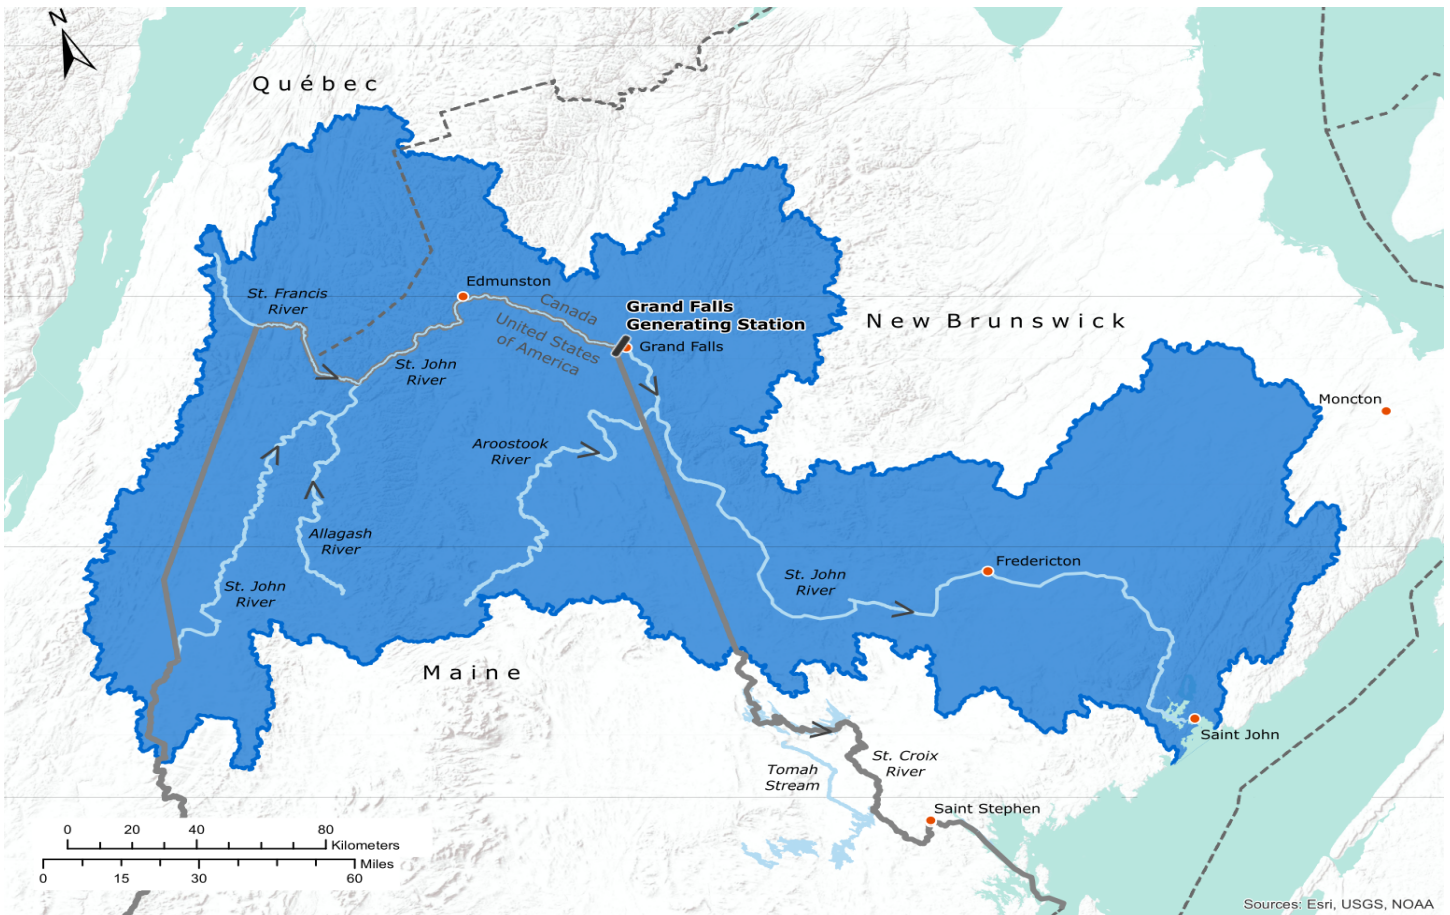 N
Québec
St. Francis
River
Edmunston
Canada
United States
of America
Grand Falls
Generating Station
Grand Falls
New Brunswick
St. John
River
Moncton
Aroostook
River
Allagash
River
St. John
River
St. John
River
Fredericton
Maine
Saint John
St. Croix
River
Tomah
Stream
Saint Stephen
0 20 40 80
Kilometers
Miles
0 15 30 60
Sources: Esri, USGS, NOAA